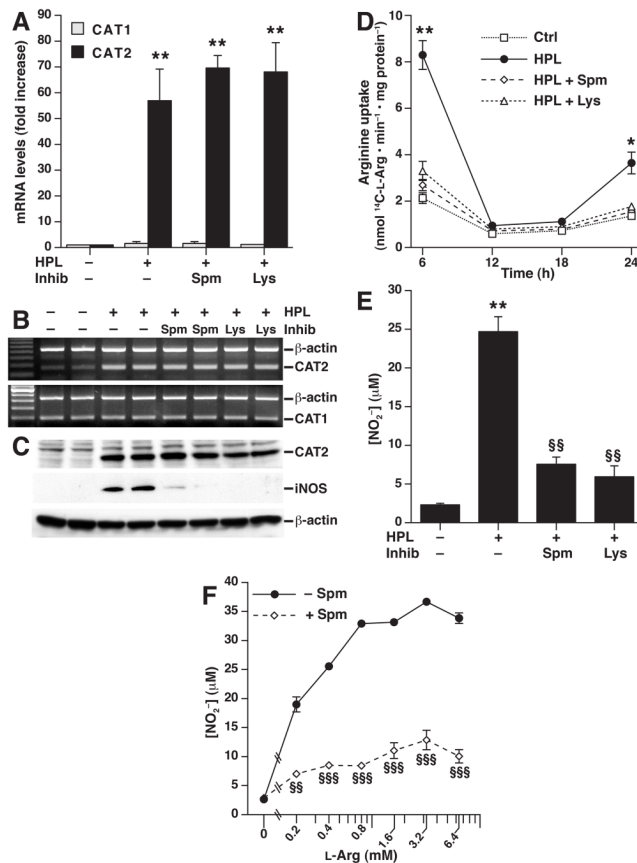 A
CAT1
CAT2
mRNA levels (fold increase)
90
80
70
60
50
40
30
20
10
0
** ** **
HPL – + + +
Inhib – – Spm Lys
B
– – + + + + + + HPL
– – – – Spm Spm Lys Lys Inhib
β-actin
CAT2
β-actin
CAT1
C
CAT2
iNOS
β-actin
D
Ctrl
HPL
HPL + Spm
HPL + Lys
Arginine uptake
(nmol ¹⁴C-L-Arg • min⁻¹ • mg protein⁻¹)
10
8
6
4
2
0
** *
6 12 18 24
Time (h)
E
[NO₂⁻] (μM)
30
25
20
15
10
5
0
** §§ §§
HPL – + + +
Inhib – – Spm Lys
F
– Spm
+ Spm
[NO₂⁻] (μM)
40
35
30
25
20
15
10
5
0
§§ §§§ §§§ §§§ §§§ §§§
0 0.2 0.4 0.8 1.6 3.2 6.4
L-Arg (mM)